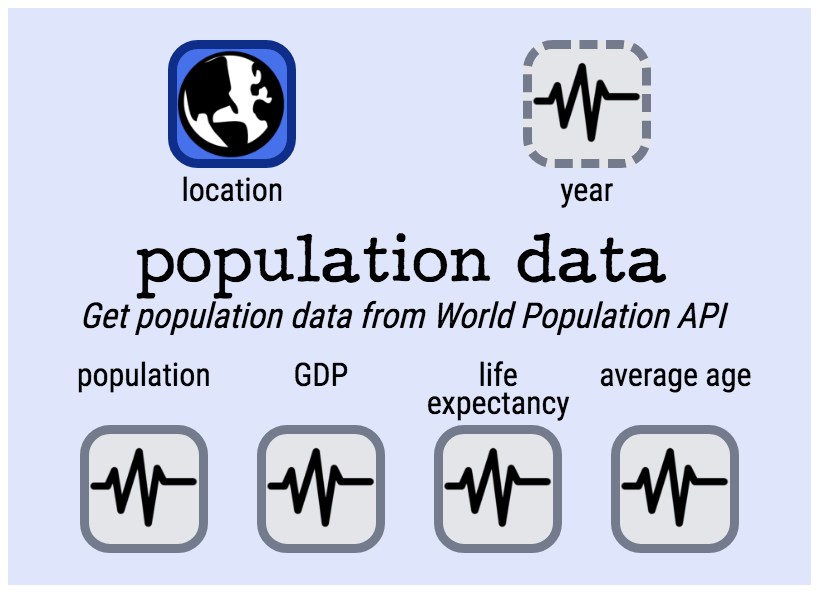 location
year
population data
Get population data from World Population API
population
GDP
life
expectancy
average age